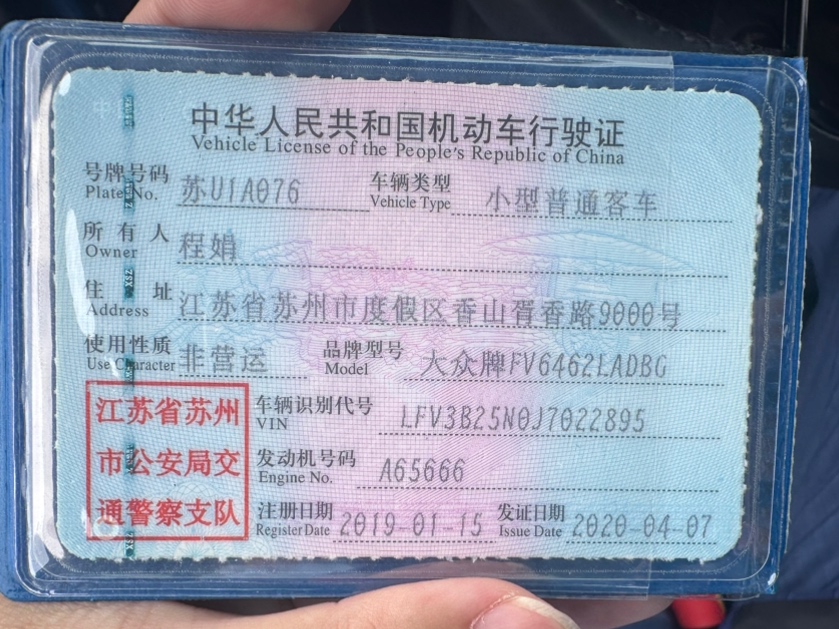 中华人民共和国机动车行驶证
Vehicle License of the People's Republic of China
号牌号码 苏U1A076 车辆类型 小型普通客车
Plate No. Vehicle Type
所有人 程娟
Owner
住址 江苏省苏州市度假区香山胥香路9000号
Address
使用性质 非营运 品牌型号 大众牌FV6462LADBG
Use Character Model
江苏省苏州 车辆识别代号 LFV3B25N0J7022895
VIN
市公安局交 发动机号码 A65666
Engine No.
通警察支队 注册日期 2019-01-15 发证日期 2020-04-07
Register Date Issue Date